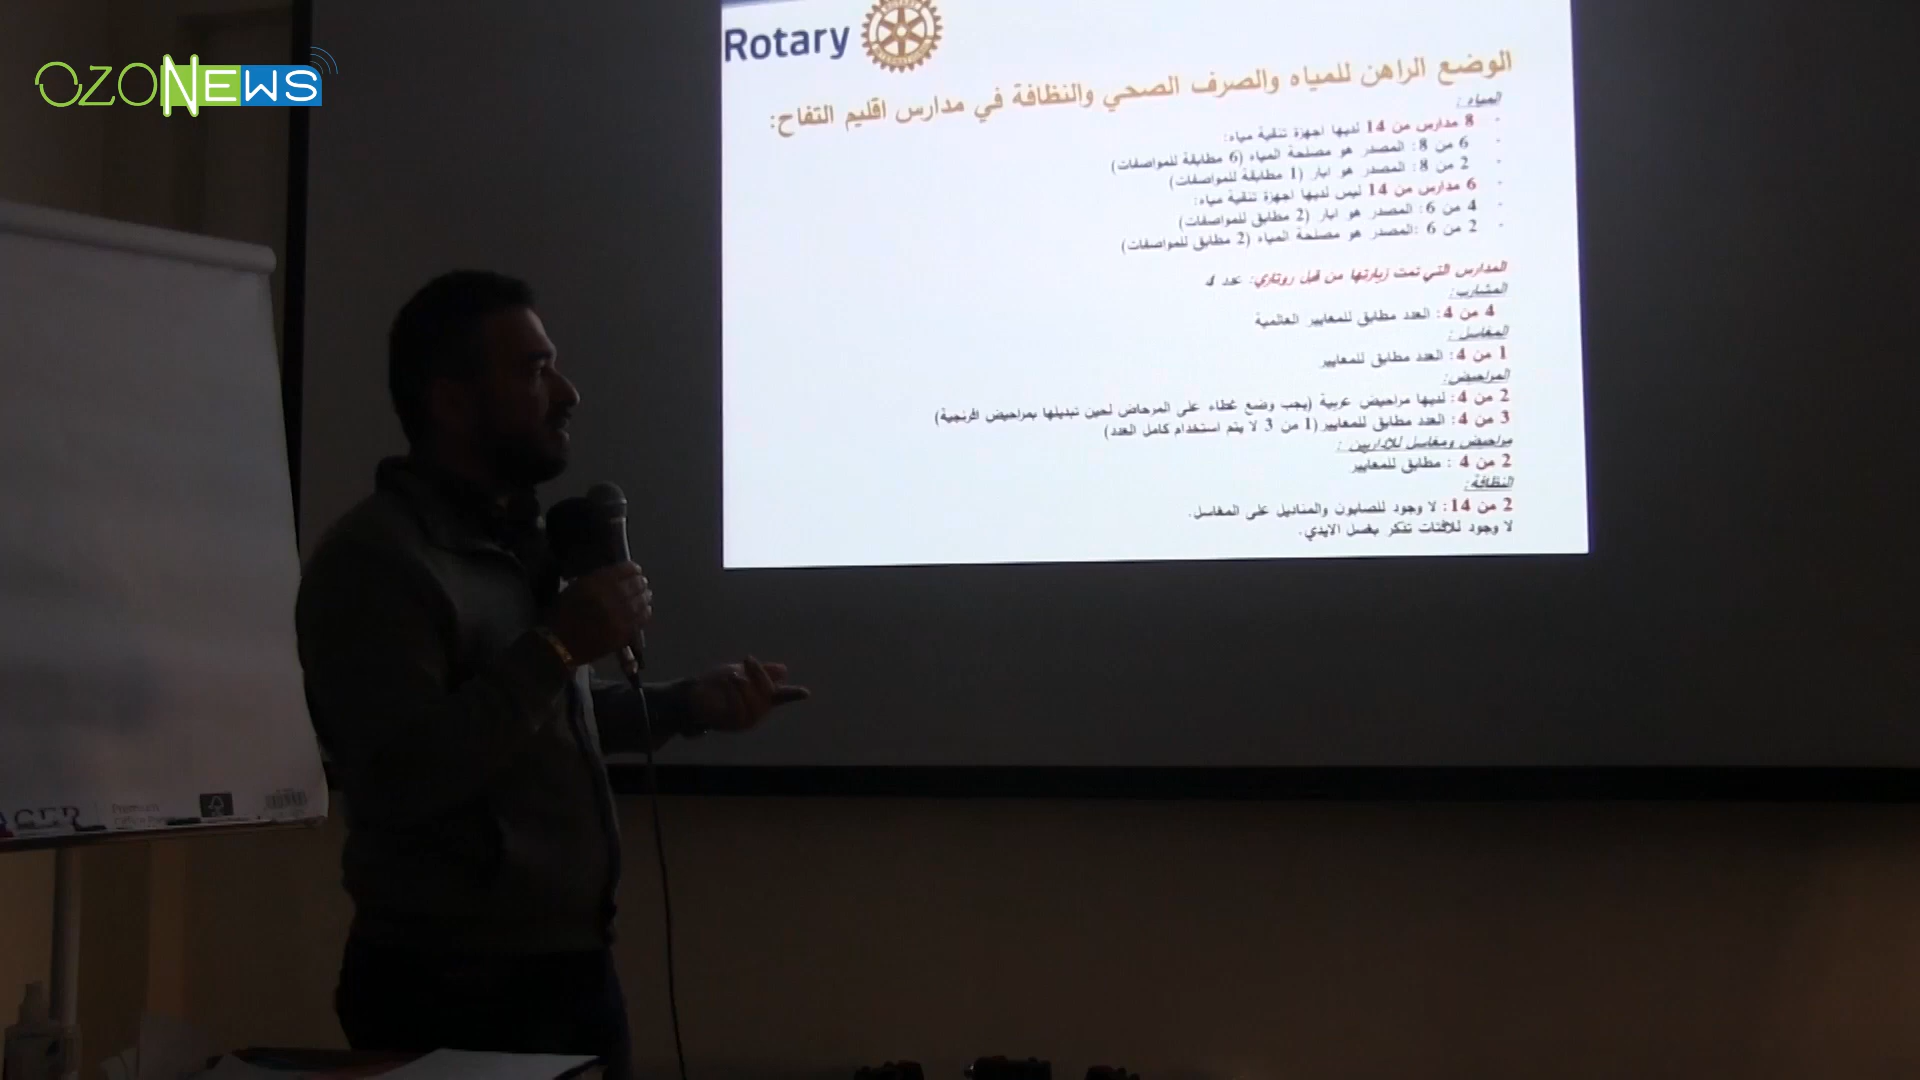 OZONEWS
Rotary
الوضع الراهن للمياه والصرف الصحي والنظافة في مدارس اقليم التفاح:
المياه :
- 8 مدارس من 14 لديها اجهزة تنقية مياه:
- 6 من 8: المصدر هو مصلحة المياه (6 مطابقة للمواصفات)
- 2 من 8: المصدر هو ابار (1 مطابقة للمواصفات)
- 6 مدارس من 14 ليس لديها اجهزة تنقية مياه:
- 4 من 6: المصدر هو ابار (2 مطابق للمواصفات)
- 2 من 6 :المصدر هو مصلحة المياه (2 مطابق للمواصفات)
المدارس التي تمت زيارتها من قبل روتاري: عدد 4
المشارب:
4 من 4: العدد مطابق للمعايير العالمية
المغاسل :
1 من 4: العدد مطابق للمعايير
المراحيض:
2 من 4: لديها مراحيض عربية (يجب وضع غطاء على المرحاض لحين تبديلها بمراحيض افرنجية)
3 من 4: العدد مطابق للمعايير(1 من 3 لا يتم استخدام كامل العدد)
مراحيض ومغاسل للاداريين :
2 من 4 : مطابق للمعايير
النظافة:
2 من 14: لا وجود للصابون والمناديل على المغاسل.
لا وجود للافتات تذكر بغسل الايدي.
Premium